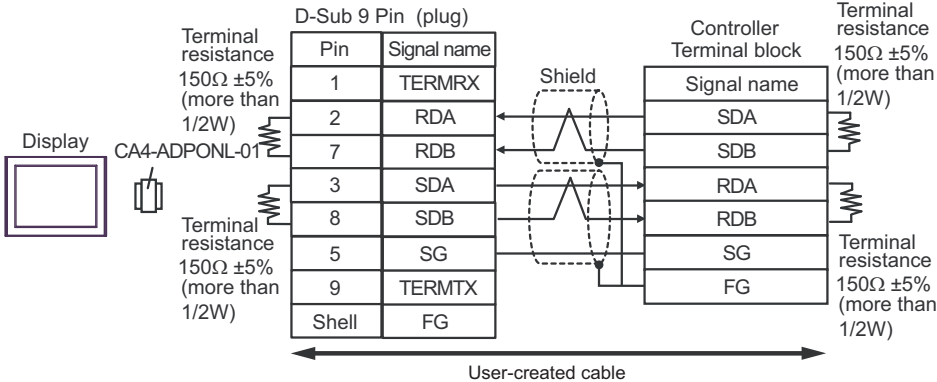 D-Sub 9 Pin (plug)
Terminal
resistance
150Ω ±5%
(more than
1/2W)
Pin Signal name
1 TERMRX
2 RDA
7 RDB
3 SDA
8 SDB
5 SG
9 TERMTX
Shell FG
Display
CA4-ADPONL-01
Terminal
resistance
150Ω ±5%
(more than
1/2W)
Shield
Controller
Terminal block
Signal name
SDA
SDB
RDA
RDB
SG
FG
Terminal
resistance
150Ω ±5%
(more than
1/2W)
Terminal
resistance
150Ω ±5%
(more than
1/2W)
User-created cable